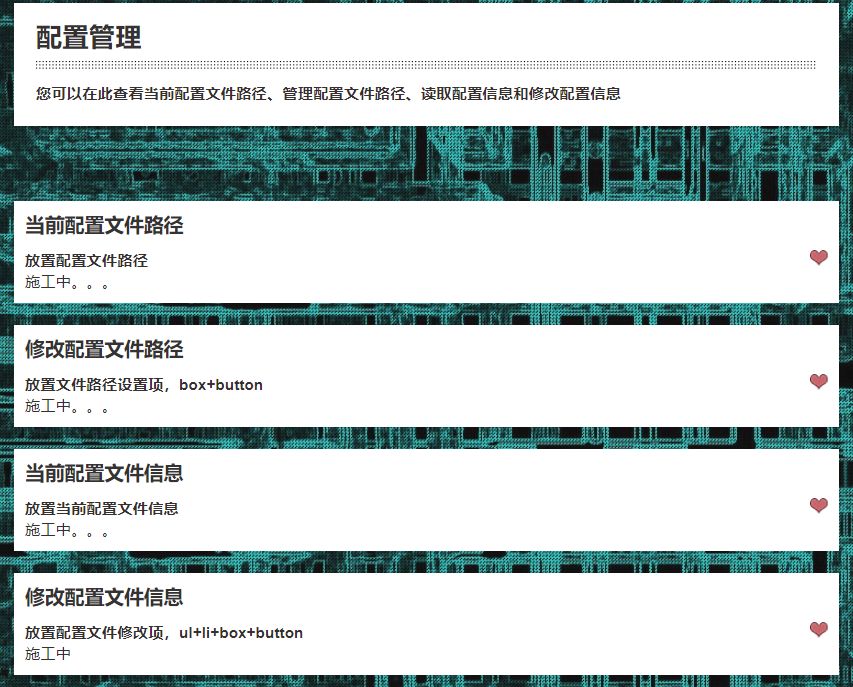 配置管理
您可以在此查看当前配置文件路径、管理配置文件路径、读取配置信息和修改配置信息
当前配置文件路径
放置配置文件路径
施工中。。。
修改配置文件路径
放置文件路径设置项，box+button
施工中。。。
当前配置文件信息
放置当前配置文件信息
施工中。。。
修改配置文件信息
放置配置文件修改项，ul+li+box+button
施工中